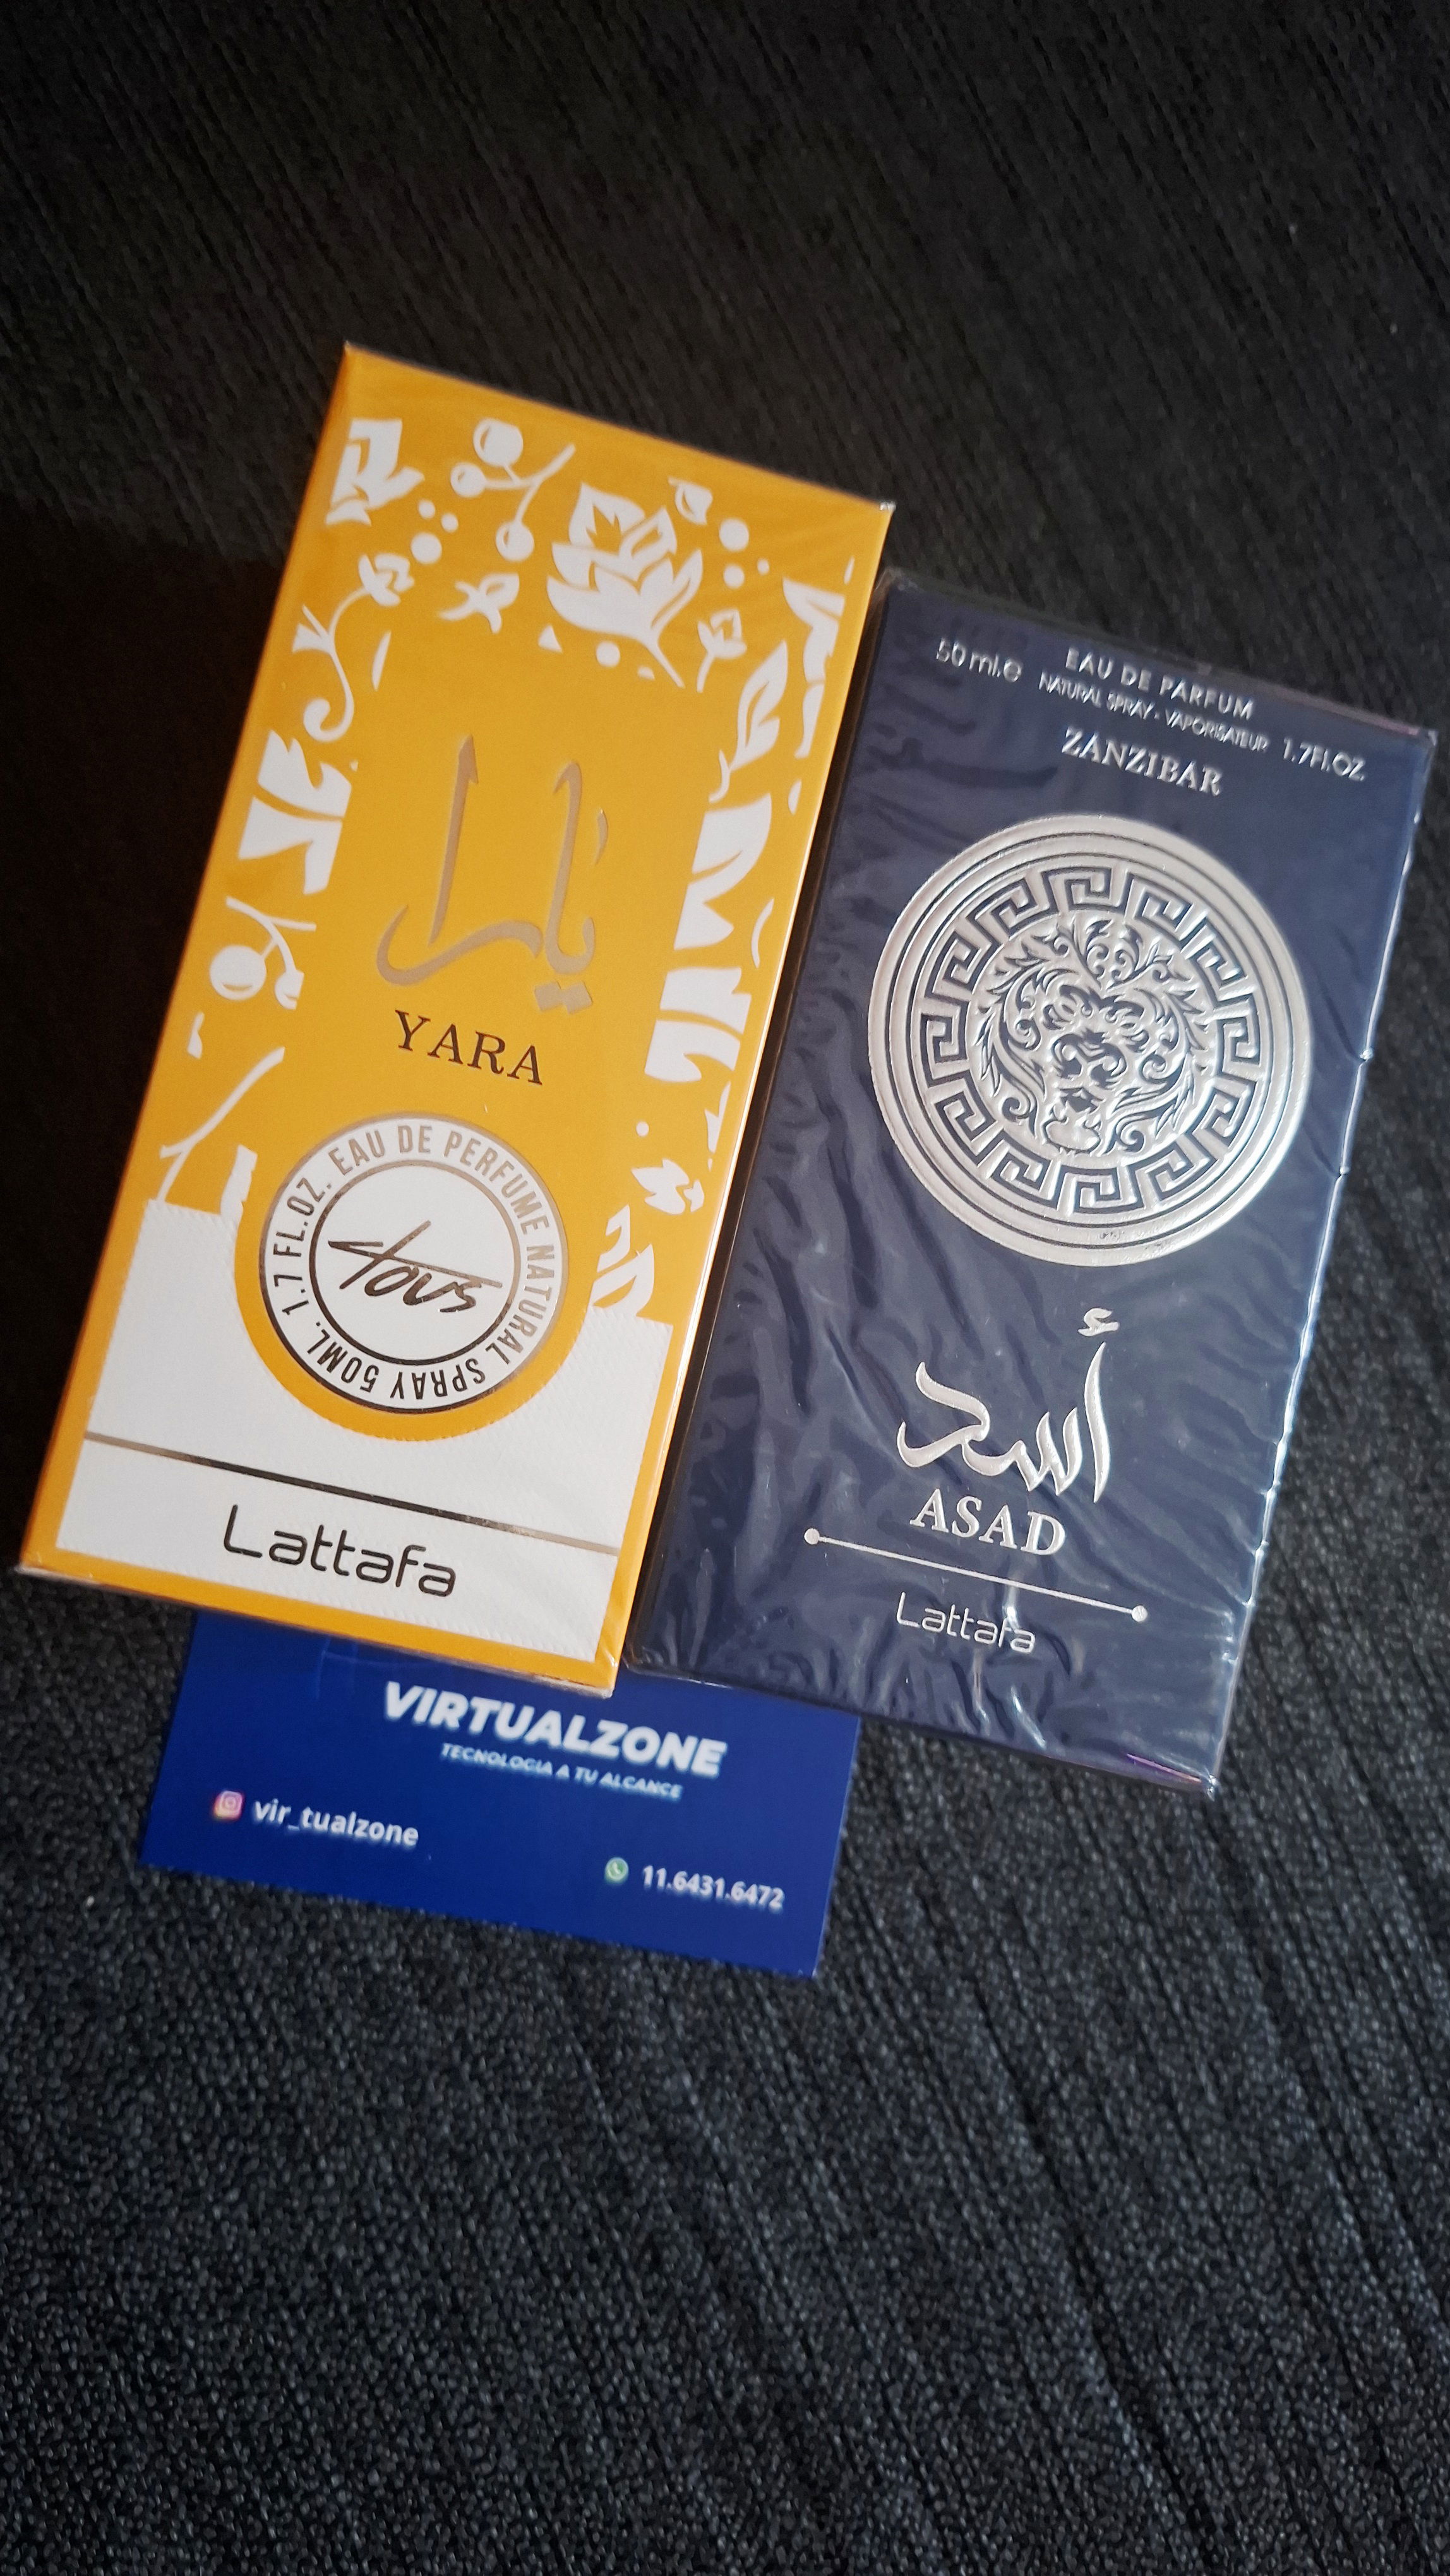 يارا
YARA
EAU DE PERFUME NATURAL SPRAY 50ML. 1.7 FL.OZ.
tous
Lattafa
50 ml.e
EAU DE PARFUM
NATURAL SPRAY - VAPORISATEUR
1.7Fl.OZ
ZANZIBAR
أسد
ASAD
Lattafa
VIRTUALZONE
TECNOLOGIA A TU ALCANCE
vir_tualzone
11.6431.6472